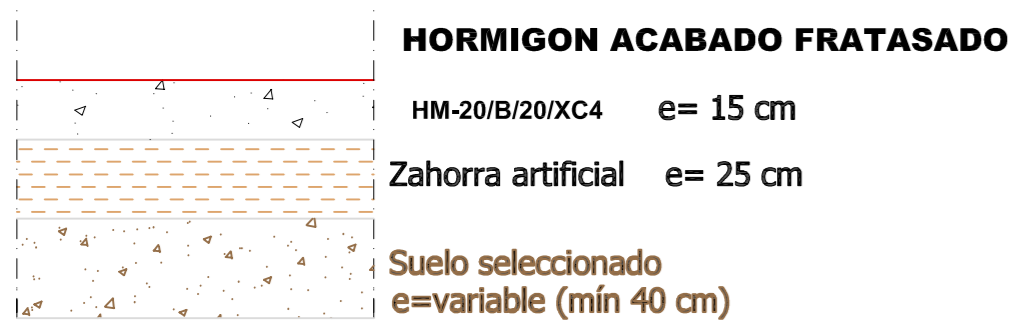 HORMIGON ACABADO FRATASADO
HM-20/B/20/XC4 e= 15 cm
Zahorra artificial e= 25 cm
Suelo seleccionado
e=variable (mín 40 cm)